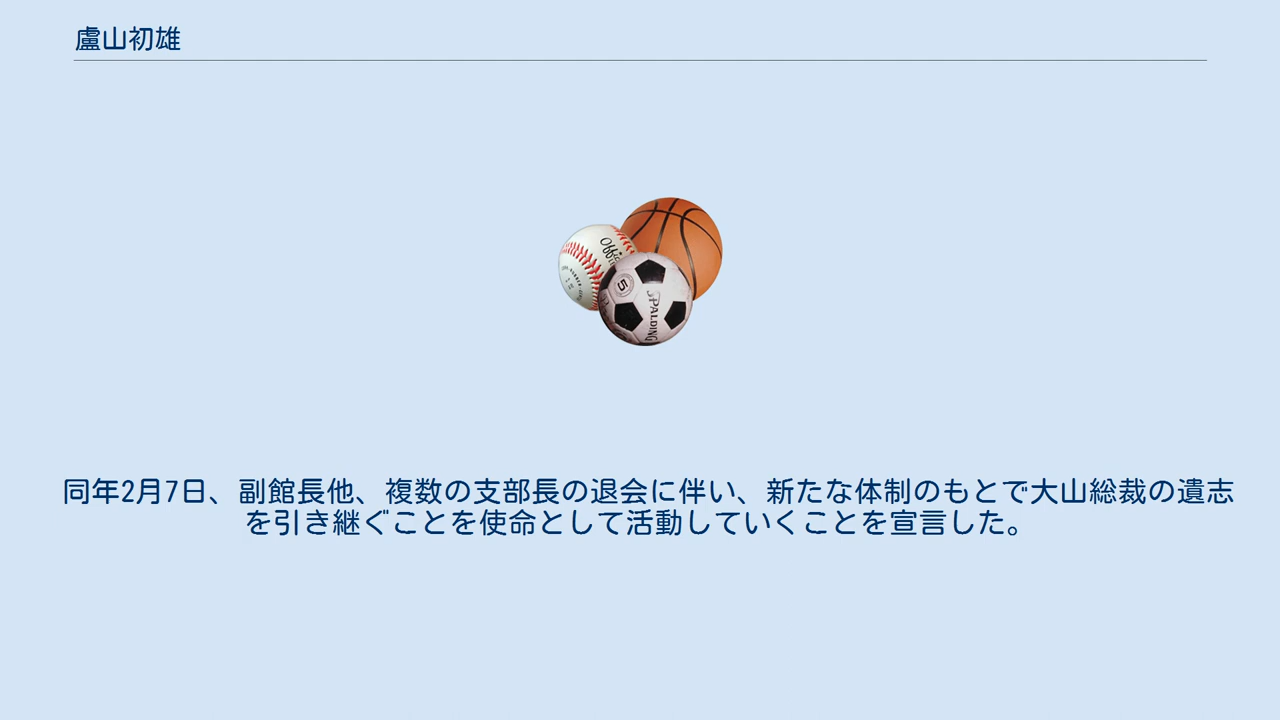 盧山初雄
Offi
5
SPALDING
同年2月7日、副館長他、複数の支部長の退会に伴い、新たな体制のもとで大山総裁の遺志
を引き継ぐことを使命として活動していくことを宣言した。